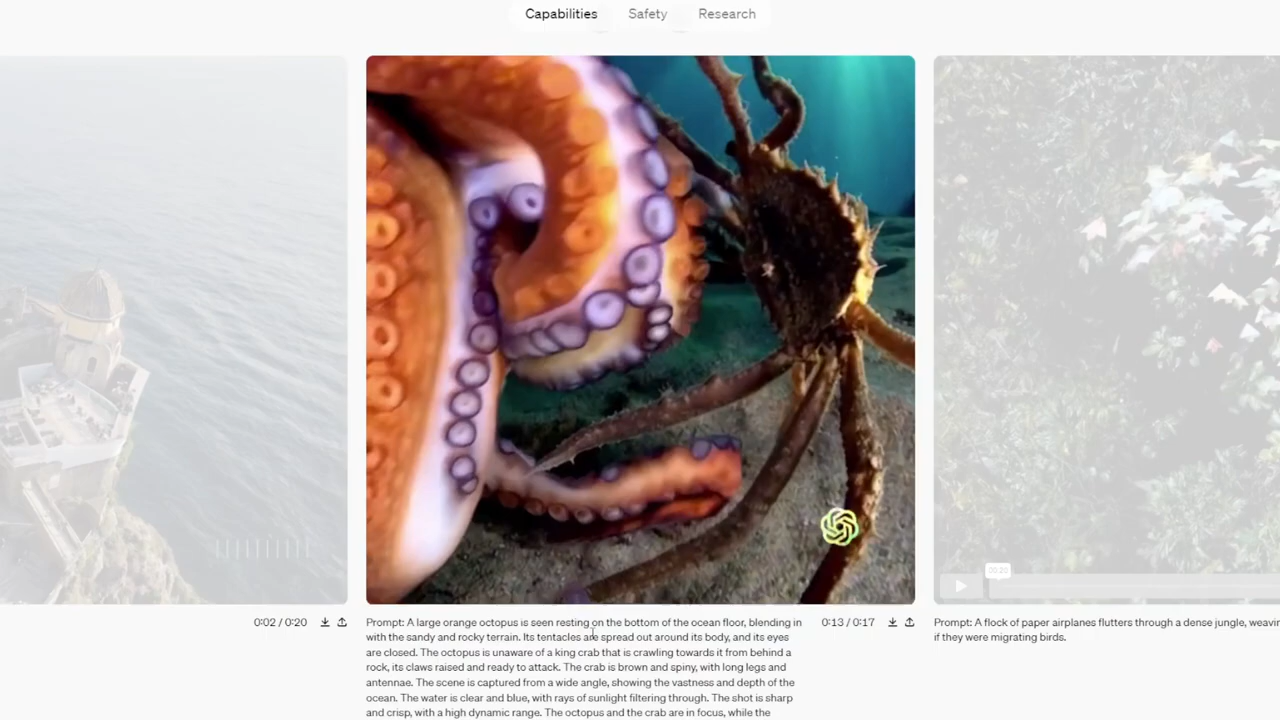 Capabilities
Safety
Research
00:20
0:02 / 0:20
Prompt: A large orange octopus is seen resting on the bottom of the ocean floor, blending in
with the sandy and rocky terrain. Its tentacles are spread out around its body, and its eyes
are closed. The octopus is unaware of a king crab that is crawling towards it from behind a
rock, its claws raised and ready to attack. The crab is brown and spiny, with long legs and
antennae. The scene is captured from a wide angle, showing the vastness and depth of the
ocean. The water is clear and blue, with rays of sunlight filtering through. The shot is sharp
and crisp, with a high dynamic range. The octopus and the crab are in focus, while the
0:13 / 0:17
Prompt: A flock of paper airplanes flutters through a dense jungle, weavin
if they were migrating birds.